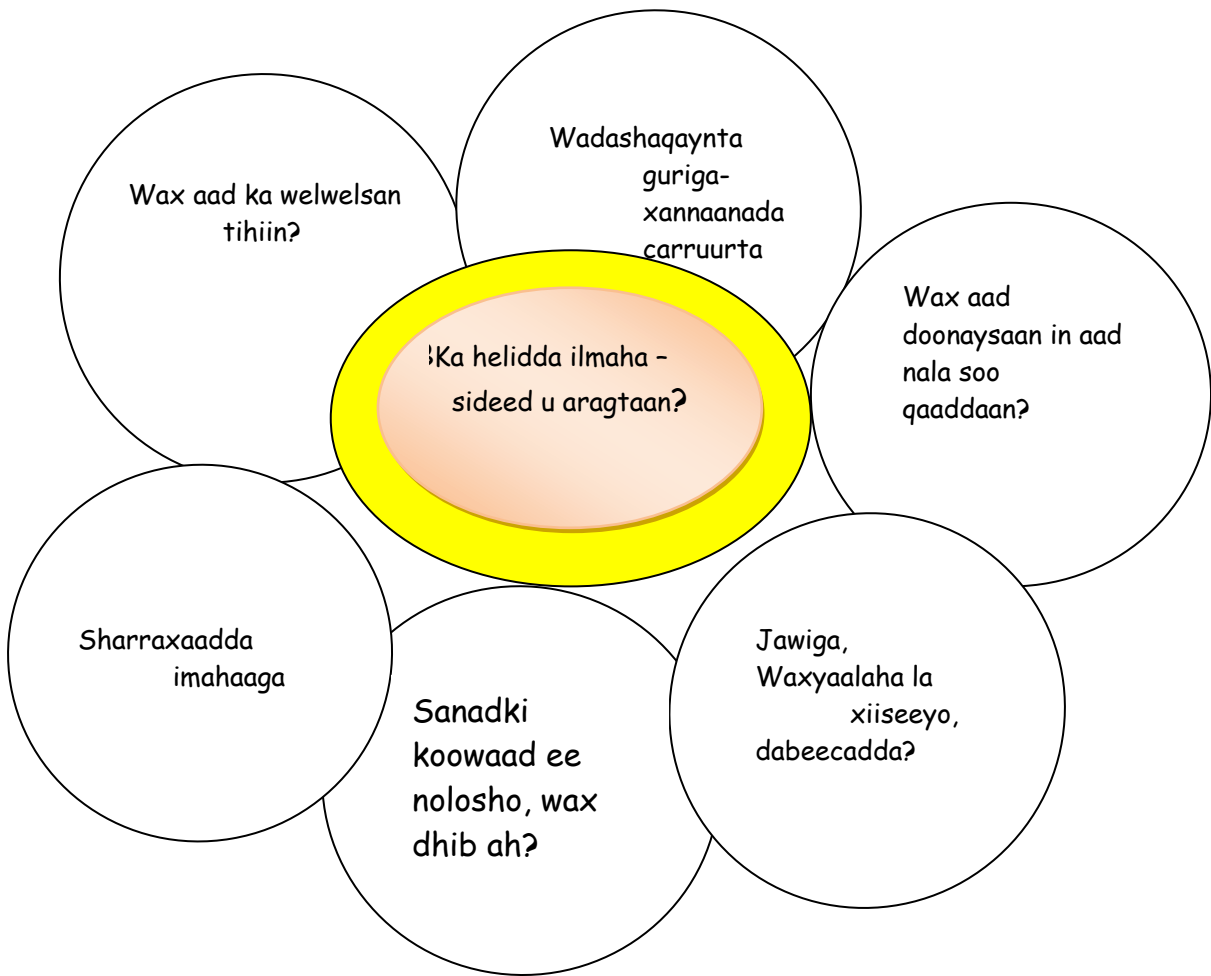 Wadashaqaynta
guriga-
xannaanada
carruurta
Wax aad ka welwelsan
tihiin?
Wax aad
doonaysaan in aad
nala soo
qaaddaan?
Ka helidda ilmaha –
sideed u aragtaan?
Sharraxaadda
imahaaga
Jawiga,
Waxyaalaha la
xiiseeyo,
dabeecadda?
Sanadki
koowaad ee
nolosho, wax
dhib ah?